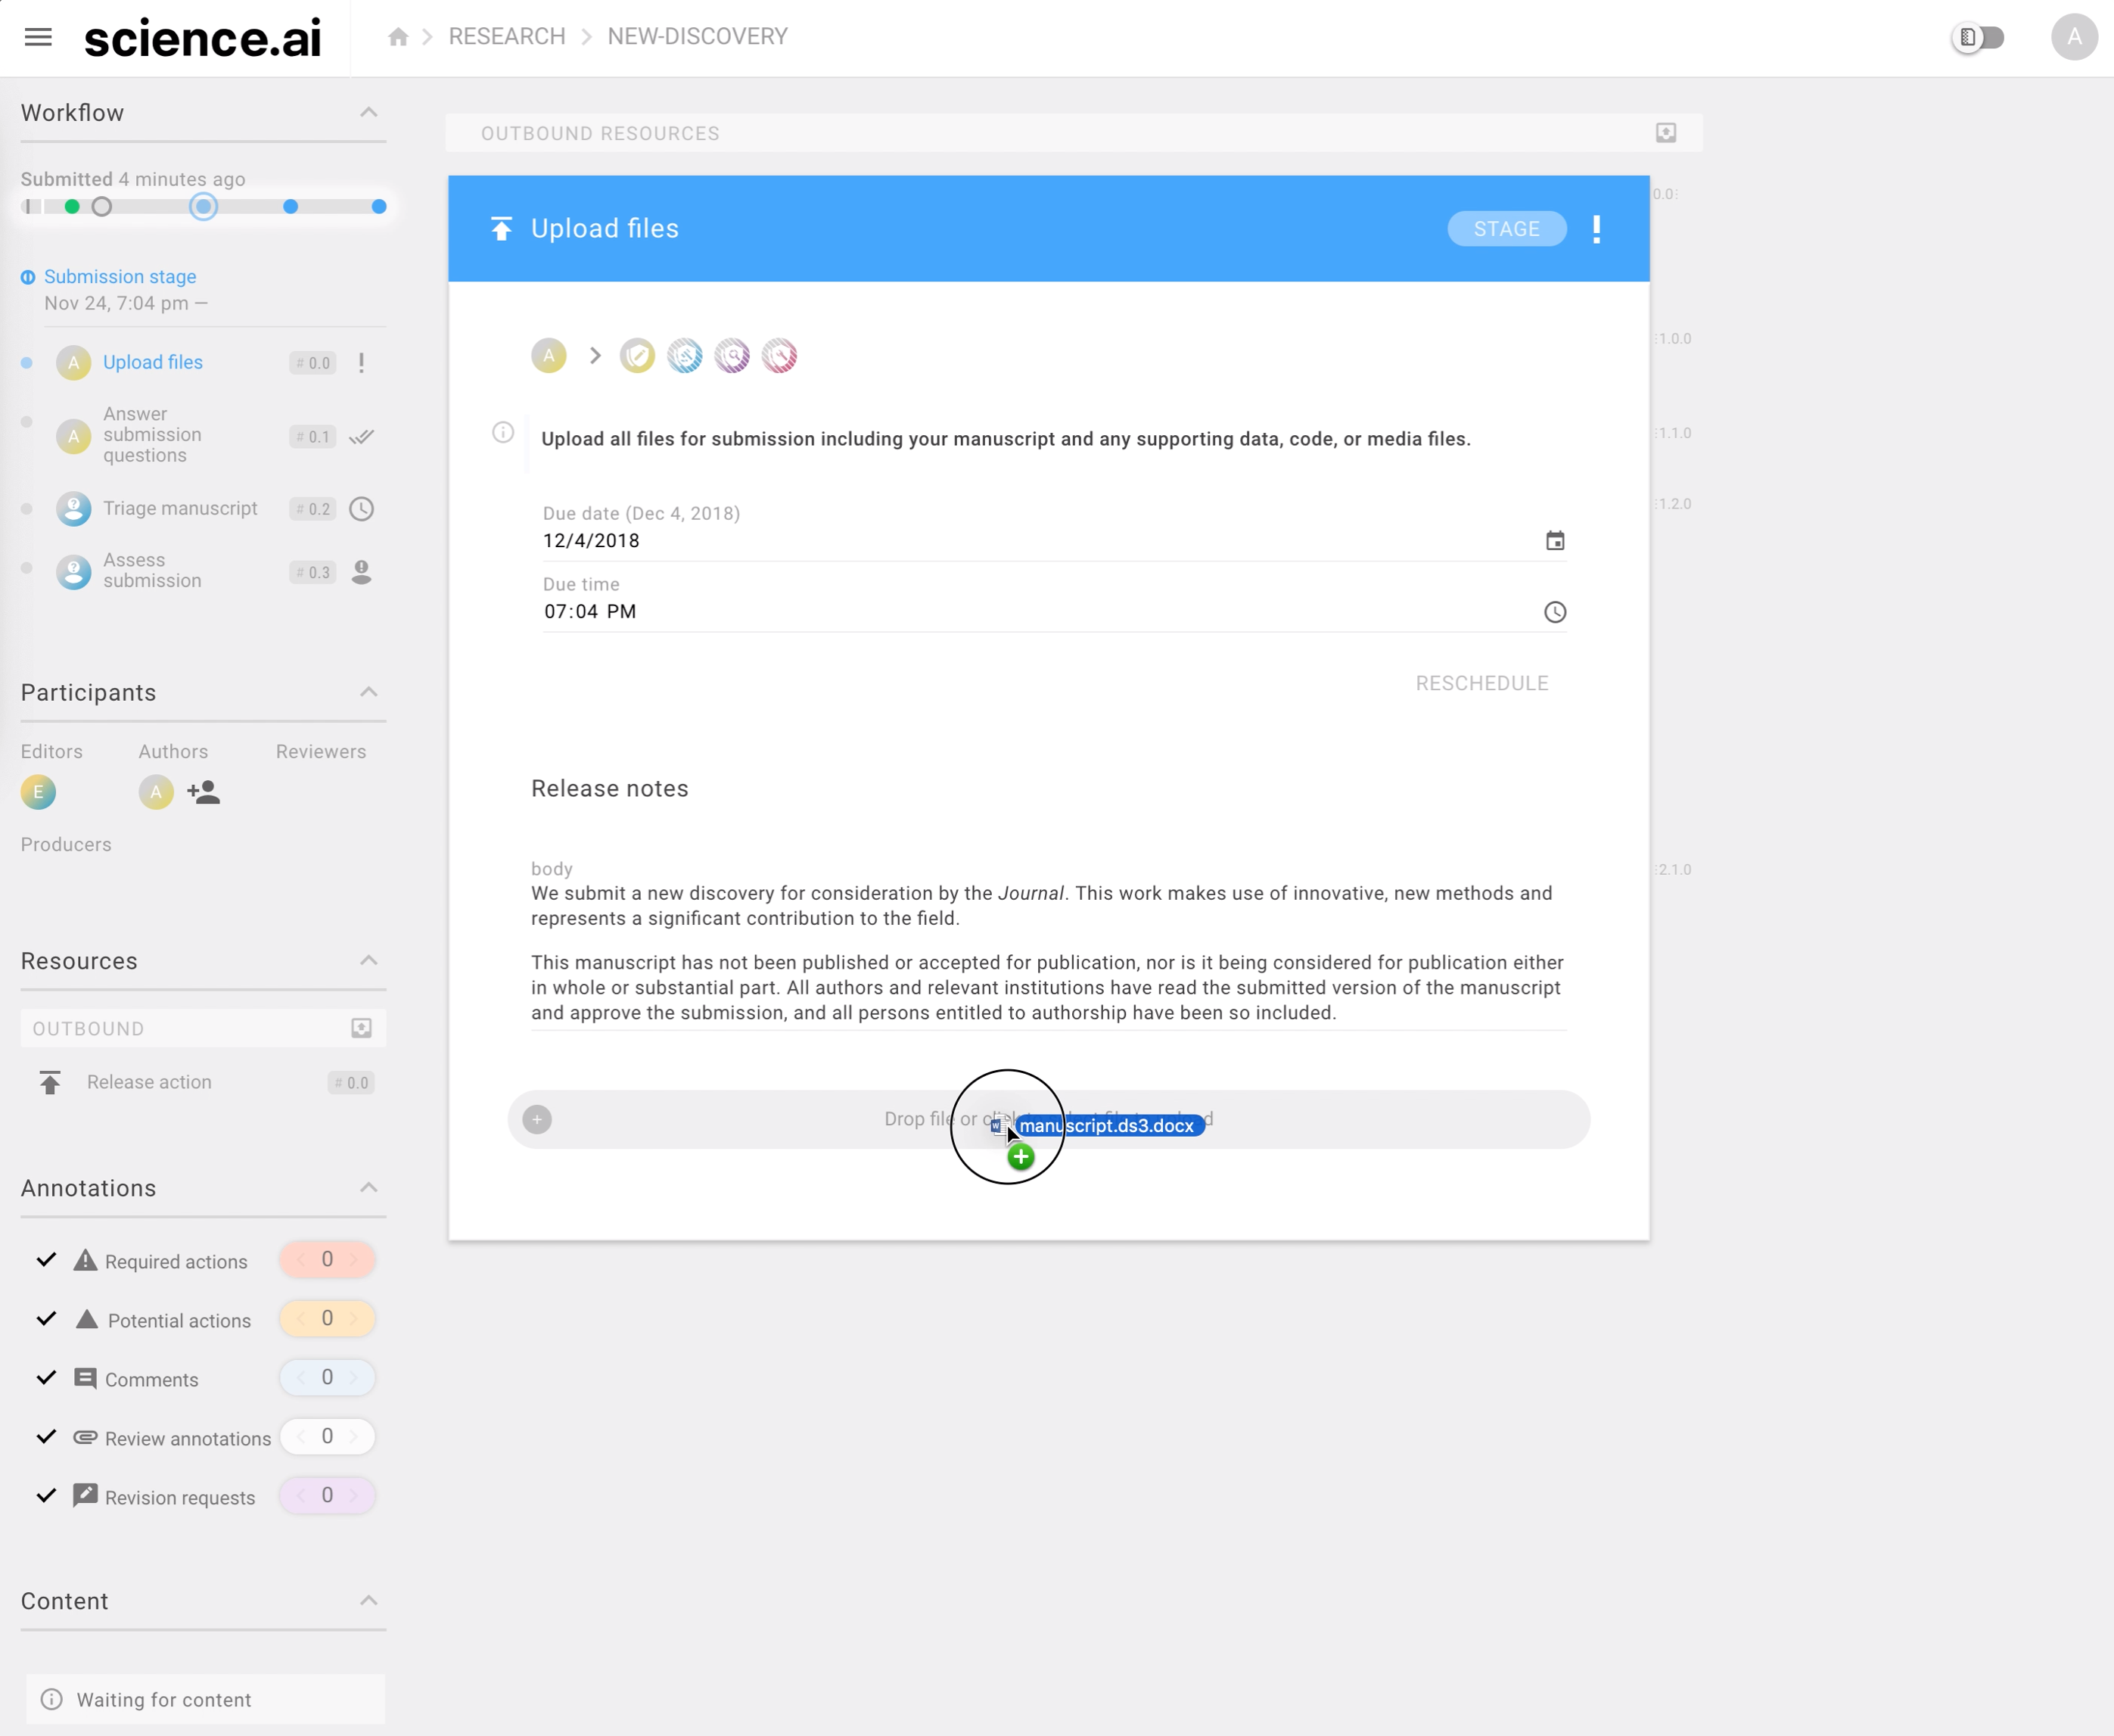 science.ai
RESEARCH
NEW-DISCOVERY
A
Workflow
Submitted 4 minutes ago
Submission stage
Nov 24, 7:04 pm —
A
Upload files
# 0.0
A
Answer
submission
questions
# 0.1
Triage manuscript
# 0.2
Assess
submission
# 0.3
Participants
Editors
Authors
Reviewers
E
A
Producers
Resources
OUTBOUND
Release action
# 0.0
Annotations
Required actions
0
Potential actions
0
Comments
0
Review annotations
0
Revision requests
0
Content
Waiting for content
OUTBOUND RESOURCES
Upload files
STAGE
A
Upload all files for submission including your manuscript and any supporting data, code, or media files.
Due date (Dec 4, 2018)
12/4/2018
Due time
07:04 PM
RESCHEDULE
Release notes
body
We submit a new discovery for consideration by the Journal. This work makes use of innovative, new methods and
represents a significant contribution to the field.
This manuscript has not been published or accepted for publication, nor is it being considered for publication either
in whole or substantial part. All authors and relevant institutions have read the submitted version of the manuscript
and approve the submission, and all persons entitled to authorship have been so included.
Drop file or
manuscript.ds3.docx
0.0
1.0.0
1.1.0
1.2.0
2.1.0